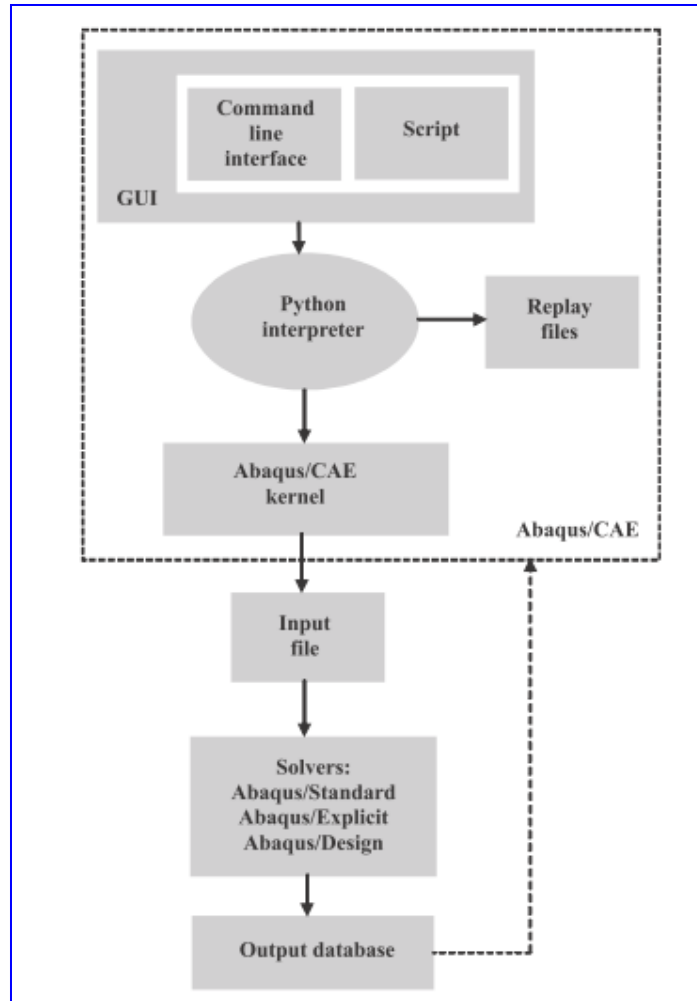 Command
line
interface
Script
GUI
Python
interpreter
Replay
files
Abaqus/CAE
kernel
Abaqus/CAE
Input
file
Solvers:
Abaqus/Standard
Abaqus/Explicit
Abaqus/Design
Output database